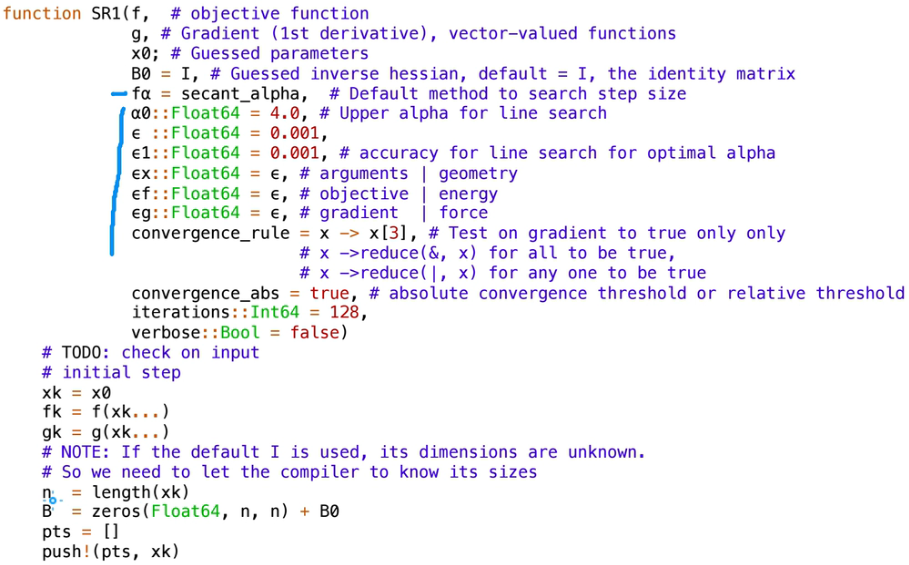 function SR1(f,  # objective function
             g, # Gradient (1st derivative), vector-valued functions
             x0; # Guessed parameters
             B0 = I, # Guessed inverse hessian, default = I, the identity matrix
             fα = secant_alpha,  # Default method to search step size
             α0::Float64 = 4.0, # Upper alpha for line search
             ϵ ::Float64 = 0.001,
             ϵ1::Float64 = 0.001, # accuracy for line search for optimal alpha
             ϵx::Float64 = ϵ, # arguments | geometry
             ϵf::Float64 = ϵ, # objective | energy
             ϵg::Float64 = ϵ, # gradient  | force
             convergence_rule = x -> x[3], # Test on gradient to true only only
                              # x ->reduce(&, x) for all to be true,
                              # x ->reduce(|, x) for any one to be true
             convergence_abs = true, # absolute convergence threshold or relative threshold
             iterations::Int64 = 128,
             verbose::Bool = false)
    # TODO: check on input
    # initial step
    xk = x0
    fk = f(xk...)
    gk = g(xk...)
    # NOTE: If the default I is used, its dimensions are unknown.
    # So we need to let the compiler to know its sizes
    n  = length(xk)
    B  = zeros(Float64, n, n) + B0
    pts = []
    push!(pts, xk)